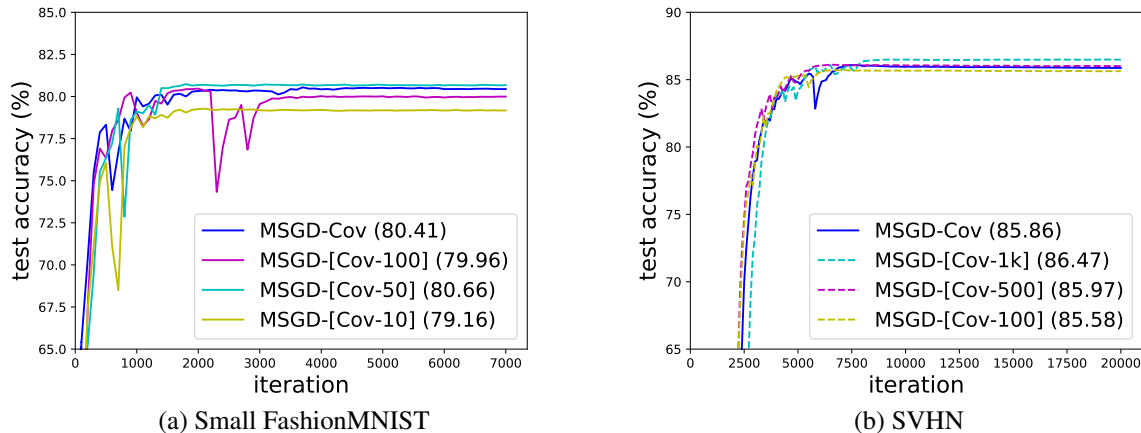 85.0
82.5
80.0
77.5
75.0
72.5
70.0
67.5
65.0
test accuracy (%)
MSGD-Cov (80.41)
MSGD-[Cov-100] (79.96)
MSGD-[Cov-50] (80.66)
MSGD-[Cov-10] (79.16)
0 1000 2000 3000 4000 5000 6000 7000
iteration
(a) Small FashionMNIST
90
85
80
75
70
65
test accuracy (%)
MSGD-Cov (85.86)
MSGD-[Cov-1k] (86.47)
MSGD-[Cov-500] (85.97)
MSGD-[Cov-100] (85.58)
0 2500 5000 7500 10000 12500 15000 17500 20000
iteration
(b) SVHN